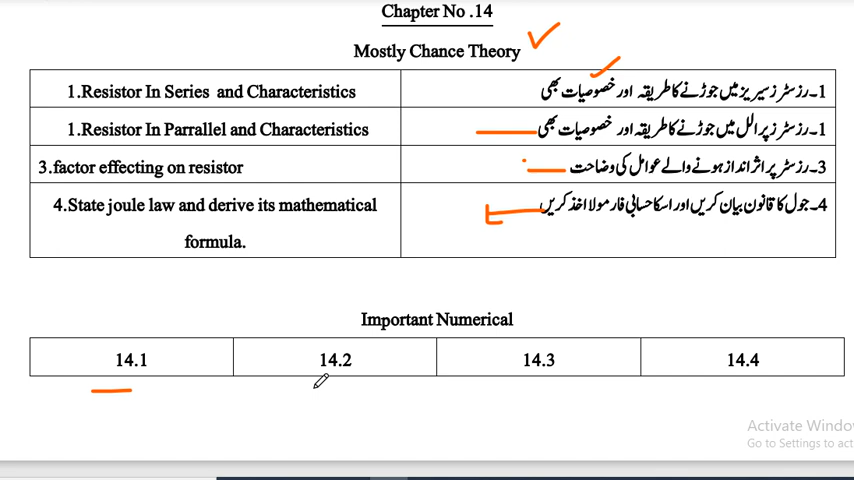 Chapter No .14
Mostly Chance Theory
1.Resistor In Series and Characteristics
1۔رزسٹرز سیریز میں جوڑنے کا طریقہ اور خصوصیات بھی
1.Resistor In Parrallel and Characteristics
1۔رزسٹرز پرالل میں جوڑنے کا طریقہ اور خصوصیات بھی
3.factor effecting on resistor
3۔رزسٹر پر اثر انداز ہونے والے عوامل کی وضاحت
4.State joule law and derive its mathematical
formula.
4۔جول کا قانون بیان کریں اور اسکا حسابی فارمولا اخذ کریں
Important Numerical
14.1 14.2 14.3 14.4
Activate Windo
Go to Settings to act